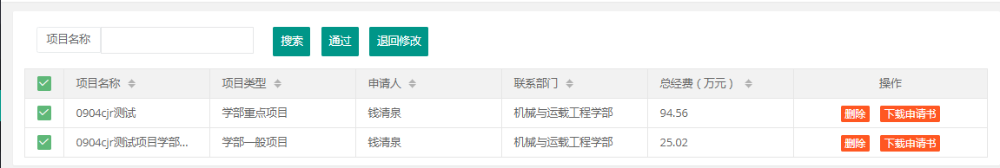 项目名称 搜索 通过 退回修改
项目名称 项目类型 申请人 联系部门 总经费（万元） 操作
0904cjr测试 学部重点项目 钱清泉 机械与运载工程学部 94.56 删除 下载申请书
0904cjr测试项目学部... 学部一般项目 钱清泉 机械与运载工程学部 25.02 删除 下载申请书